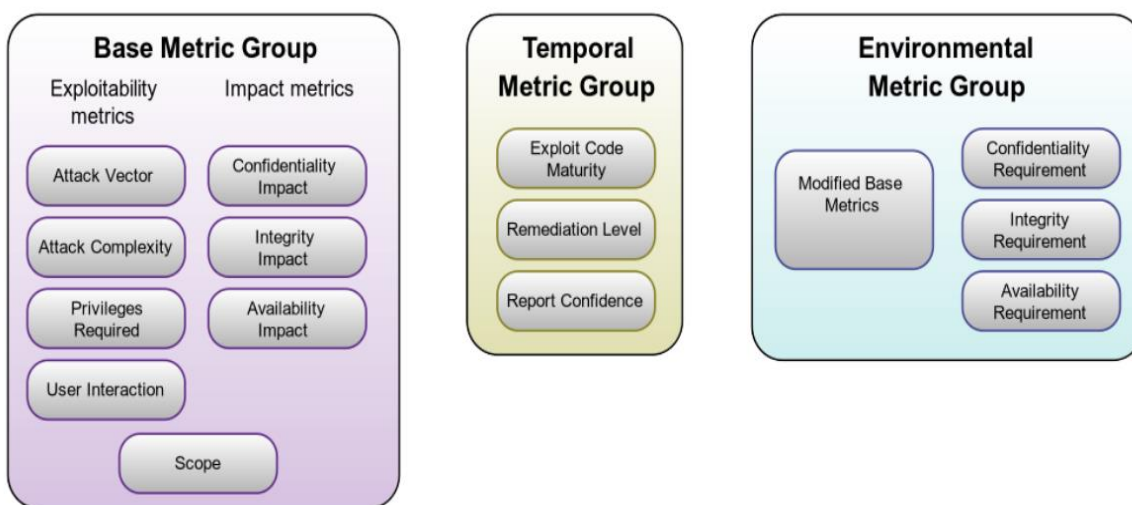 Base Metric Group
Exploitability
metrics
Impact metrics
Attack Vector
Attack Complexity
Privileges
Required
User Interaction
Confidentiality
Impact
Integrity
Impact
Availability
Impact
Scope
Temporal
Metric Group
Exploit Code
Maturity
Remediation Level
Report Confidence
Environmental
Metric Group
Modified Base
Metrics
Confidentiality
Requirement
Integrity
Requirement
Availability
Requirement